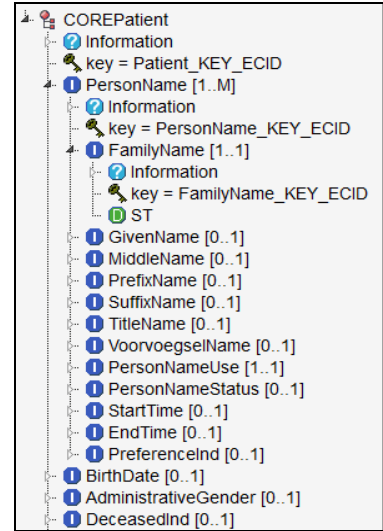 COREPatient
Information
key = Patient_KEY_ECID
PersonName [1..M]
Information
key = PersonName_KEY_ECID
FamilyName [1..1]
Information
key = FamilyName_KEY_ECID
ST
GivenName [0..1]
MiddleName [0..1]
PrefixName [0..1]
SuffixName [0..1]
TitleName [0..1]
VoorvoegselName [0..1]
PersonNameUse [1..1]
PersonNameStatus [0..1]
StartTime [0..1]
EndTime [0..1]
PreferenceInd [0..1]
BirthDate [0..1]
AdministrativeGender [0..1]
DeceasedInd [0..1]